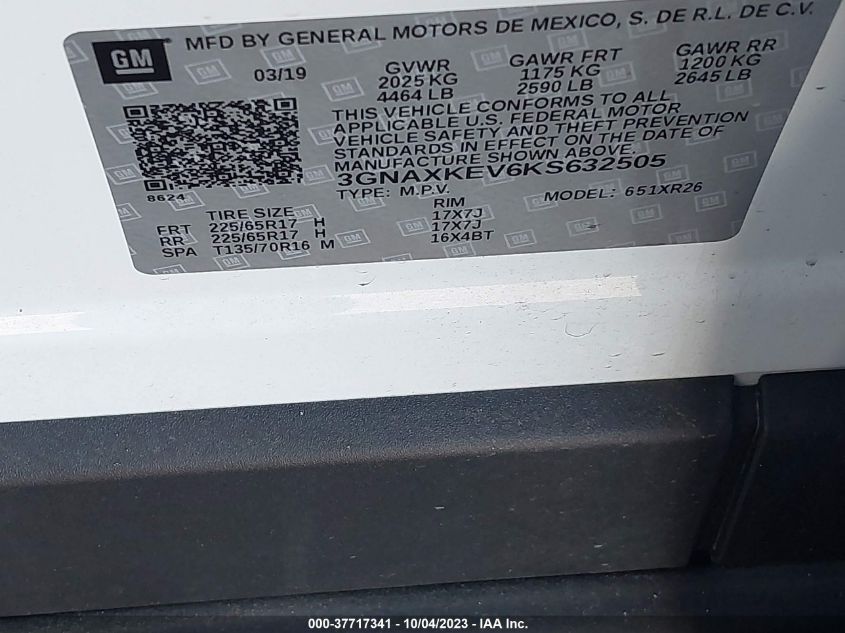 GM MFD BY GENERAL MOTORS DE MEXICO, S. DE R.L. DE C.V.
03/19 GVWR GAWR FRT GAWR RR
2025 KG 1175 KG 1200 KG
4464 LB 2590 LB 2645 LB
THIS VEHICLE CONFORMS TO ALL
APPLICABLE U.S. FEDERAL MOTOR
VEHICLE SAFETY AND THEFT PREVENTION
STANDARDS IN EFFECT ON THE DATE OF
MANUFACTURE SHOWN ABOVE.
3GNAXKEV6KS632505
8624 TYPE: M.P.V. MODEL: 651XR26
TIRE SIZE RIM
FRT 225/65R17 H 17X7J
RR 225/65R17 H 17X7J
SPA T135/70R16 M 16X4BT
000-37717341 - 10/04/2023 - IAA Inc.